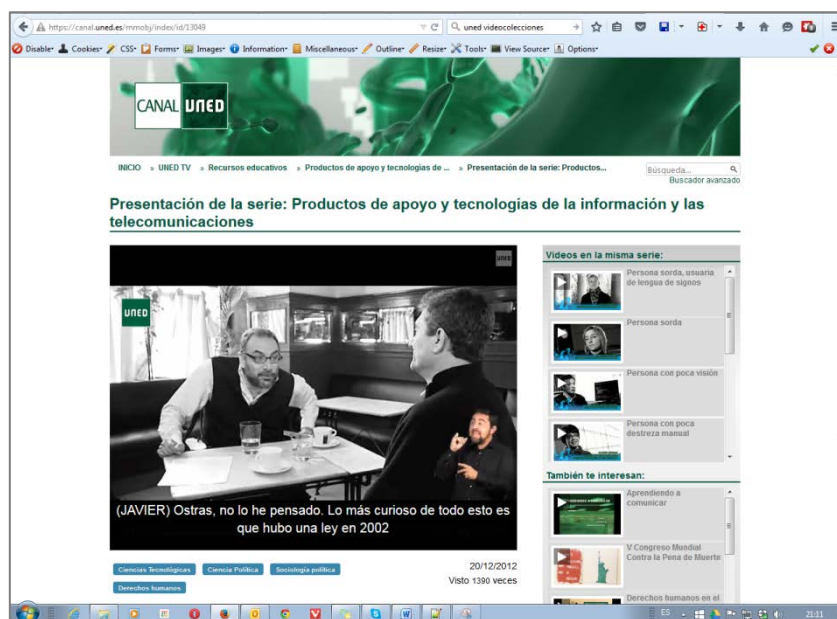 https://canal.uned.es/mmobj/index/id/13049
uned videocolecciones
Disable Cookies CSS Forms Images Information Miscellaneous Outline Resize Tools View Source Options
CANAL UNED
INICIO » UNED TV » Recursos educativos » Productos de apoyo y tecnologías de ... » Presentación de la serie: Productos...
Búsqueda...
Buscador avanzado
Presentación de la serie: Productos de apoyo y tecnologías de la información y las
telecomunicaciones
UNED
UNED
(JAVIER) Ostras, no lo he pensado. Lo más curioso de todo esto es
que hubo una ley en 2002
Ciencias Tecnológicas Ciencia Política Sociología política
Derechos humanos
20/12/2012
Visto 1390 veces
Videos en la misma serie:
Persona sorda, usuaria
de lengua de signos
Persona sorda
Persona con poca visión
Persona con poca
destreza manual
También te interesan:
Aprendiendo a
comunicar
V Congreso Mundial
Contra la Pena de Muerte
Derechos humanos en el
ES
21:11